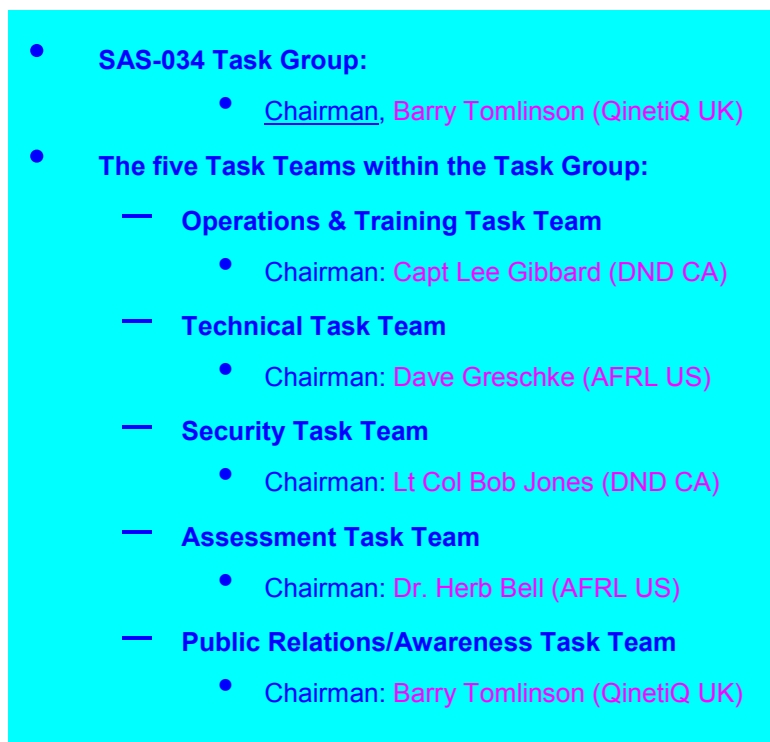 • SAS-034 Task Group:
• Chairman, Barry Tomlinson (QinetiQ UK)
• The five Task Teams within the Task Group:
— Operations & Training Task Team
• Chairman: Capt Lee Gibbard (DND CA)
— Technical Task Team
• Chairman: Dave Greschke (AFRL US)
— Security Task Team
• Chairman: Lt Col Bob Jones (DND CA)
— Assessment Task Team
• Chairman: Dr. Herb Bell (AFRL US)
— Public Relations/Awareness Task Team
• Chairman: Barry Tomlinson (QinetiQ UK)